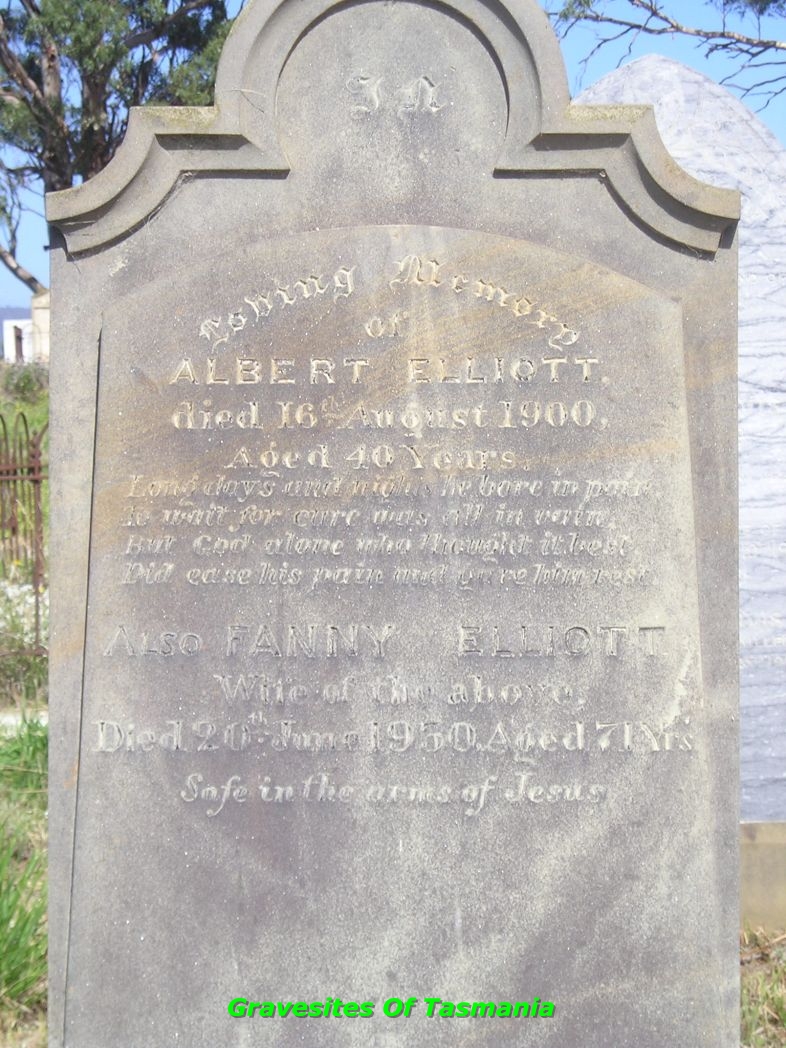 In
Loving Memory
of
ALBERT ELLIOTT.
died 16th August 1900,
Aged 40 Years.
Long days and nights he bore in pain
To wait for cure was all in vain,
But God alone who thought it best
Did ease his pain and gave him rest.
ALSO FANNY ELLIOTT
Wife of the above,
Died 20th June 1930, Aged 71 Yrs
Safe in the arms of Jesus
Gravesites Of Tasmania